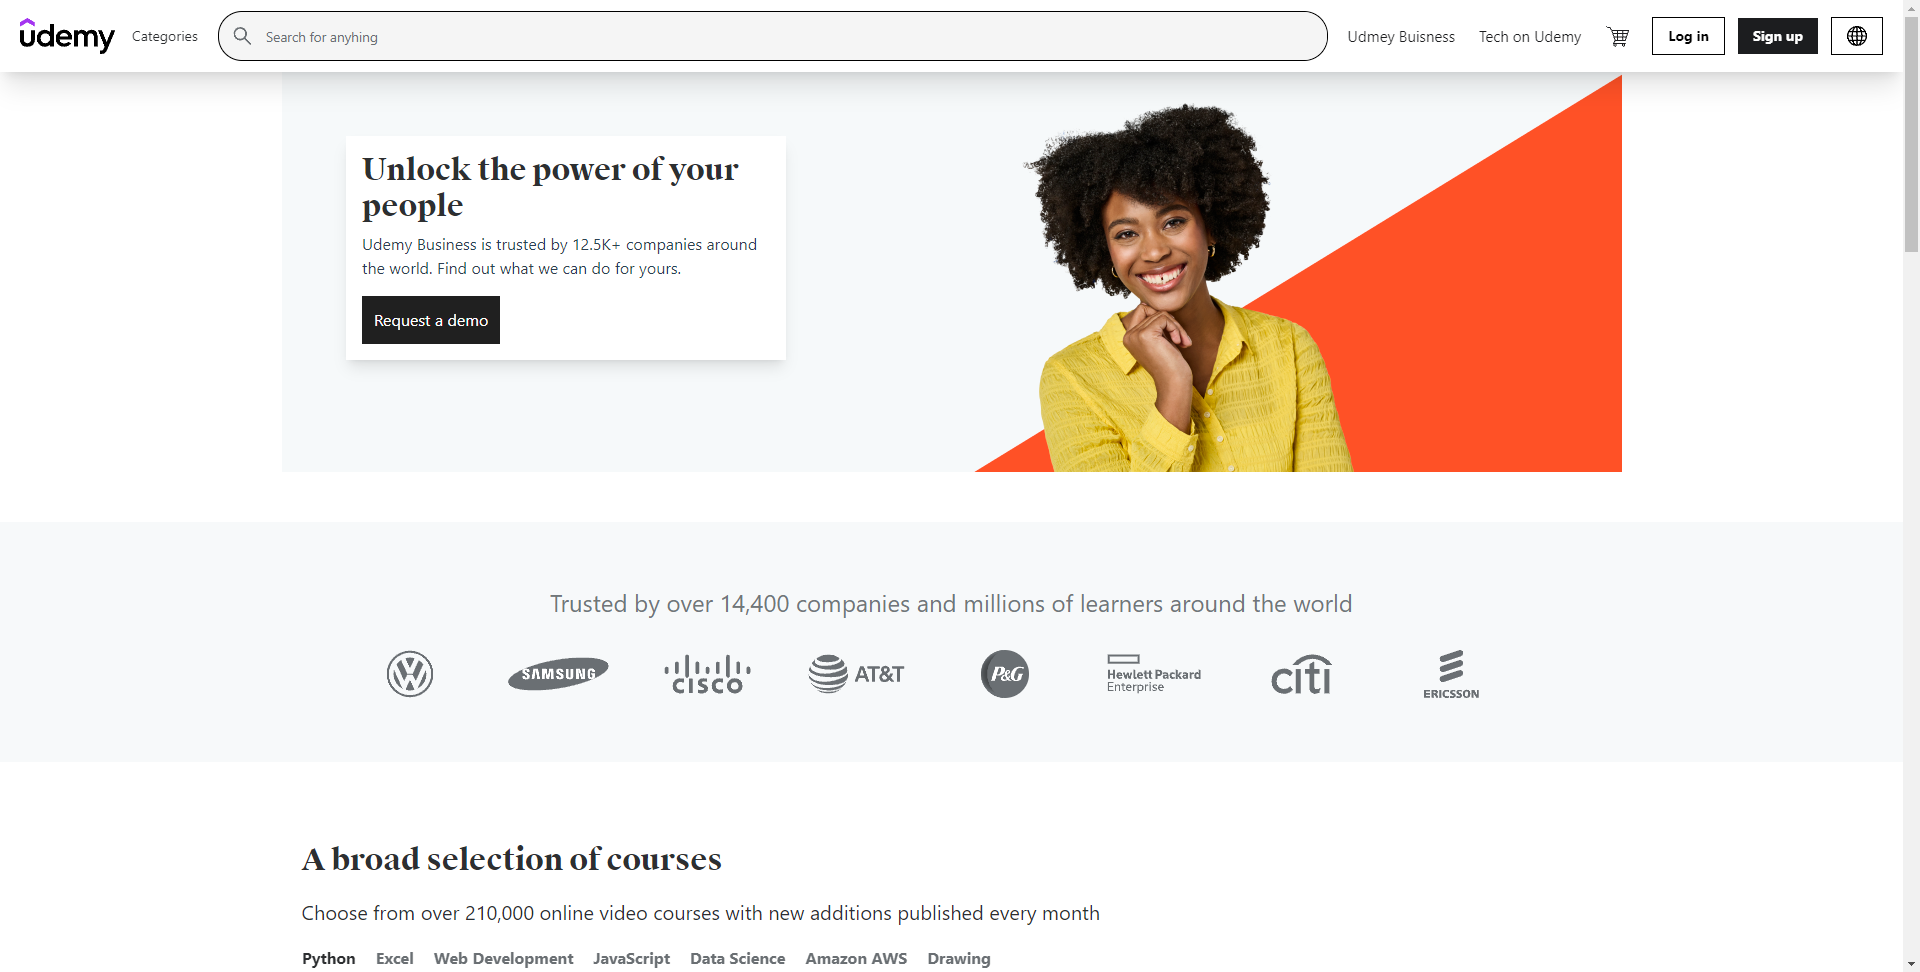 udemy
Categories
Search for anyhing
Udmey Buisness
Tech on Udemy
Log in
Sign up
Unlock the power of your
people
Udemy Business is trusted by 12.5K+ companies around
the world. Find out what we can do for yours.
Request a demo
Trusted by over 14,400 companies and millions of learners around the world
SAMSUNG
CISCO
AT&T
P&G
Hewlett Packard
Enterprise
citi
ERICSSON
A broad selection of courses
Choose from over 210,000 online video courses with new additions published every month
Python Excel Web Development JavaScript Data Science Amazon AWS Drawing